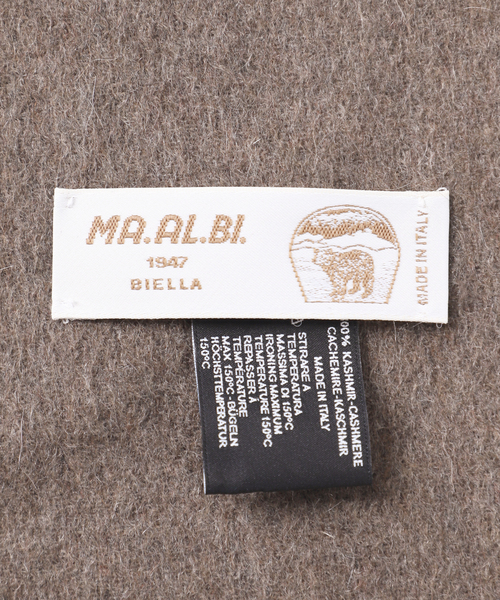 MA.AL.BI.
1947
BIELLA
MADE IN ITALY
100% KASHMIR-CASHMERE
CACHEMIRE-KASCHMIR
MADE IN ITALY
STIRARE A
TEMPERATURA
MASSIMA DI 150°C
IRONING MAXIMUM
TEMPERATURE 150°C
REPASSER À
TEMPÉRATURE
MAX 150°C - BÜGELN
HÖCHSTTEMPERATUR
150°C